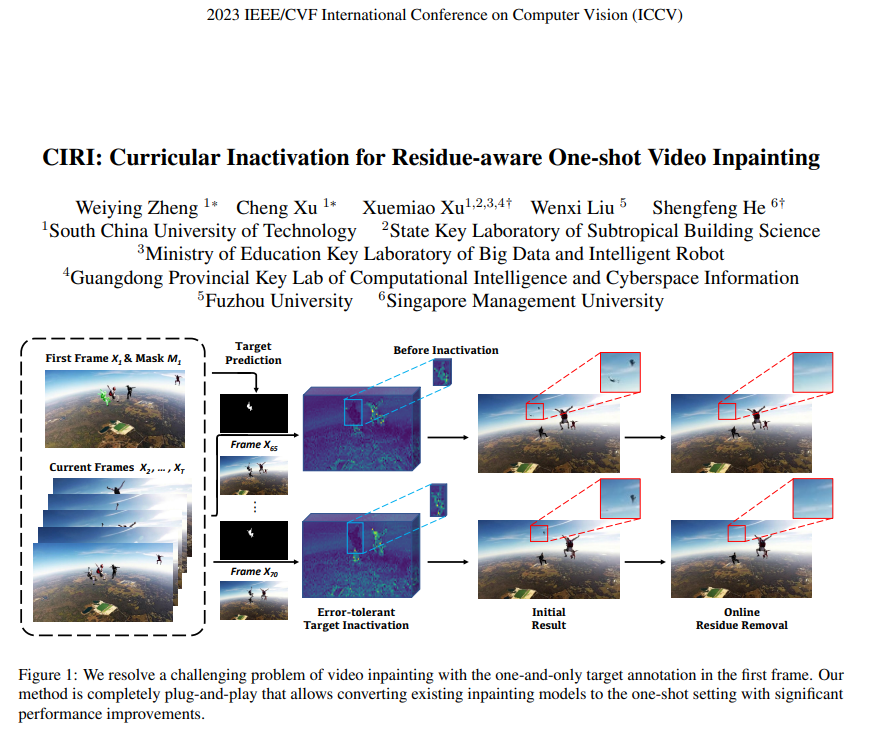 2023 IEEE/CVF International Conference on Computer Vision (ICCV)
CIRI: Curricular Inactivation for Residue-aware One-shot Video Inpainting
Weiying Zheng 1* Cheng Xu 1* Xuemiao Xu1,2,3,4† Wenxi Liu 5 Shengfeng He 6†
1South China University of Technology 2State Key Laboratory of Subtropical Building Science
3Ministry of Education Key Laboratory of Big Data and Intelligent Robot
4Guangdong Provincial Key Lab of Computational Intelligence and Cyberspace Information
5Fuzhou University 6Singapore Management University
First Frame X1 & Mask M1
Current Frames X2, ... , XT
Target
Prediction
Frame X65
Frame X70
Before Inactivation
Error-tolerant
Target Inactivation
Initial
Result
Online
Residue Removal
Figure 1: We resolve a challenging problem of video inpainting with the one-and-only target annotation in the first frame. Our
method is completely plug-and-play that allows converting existing inpainting models to the one-shot setting with significant
performance improvements.